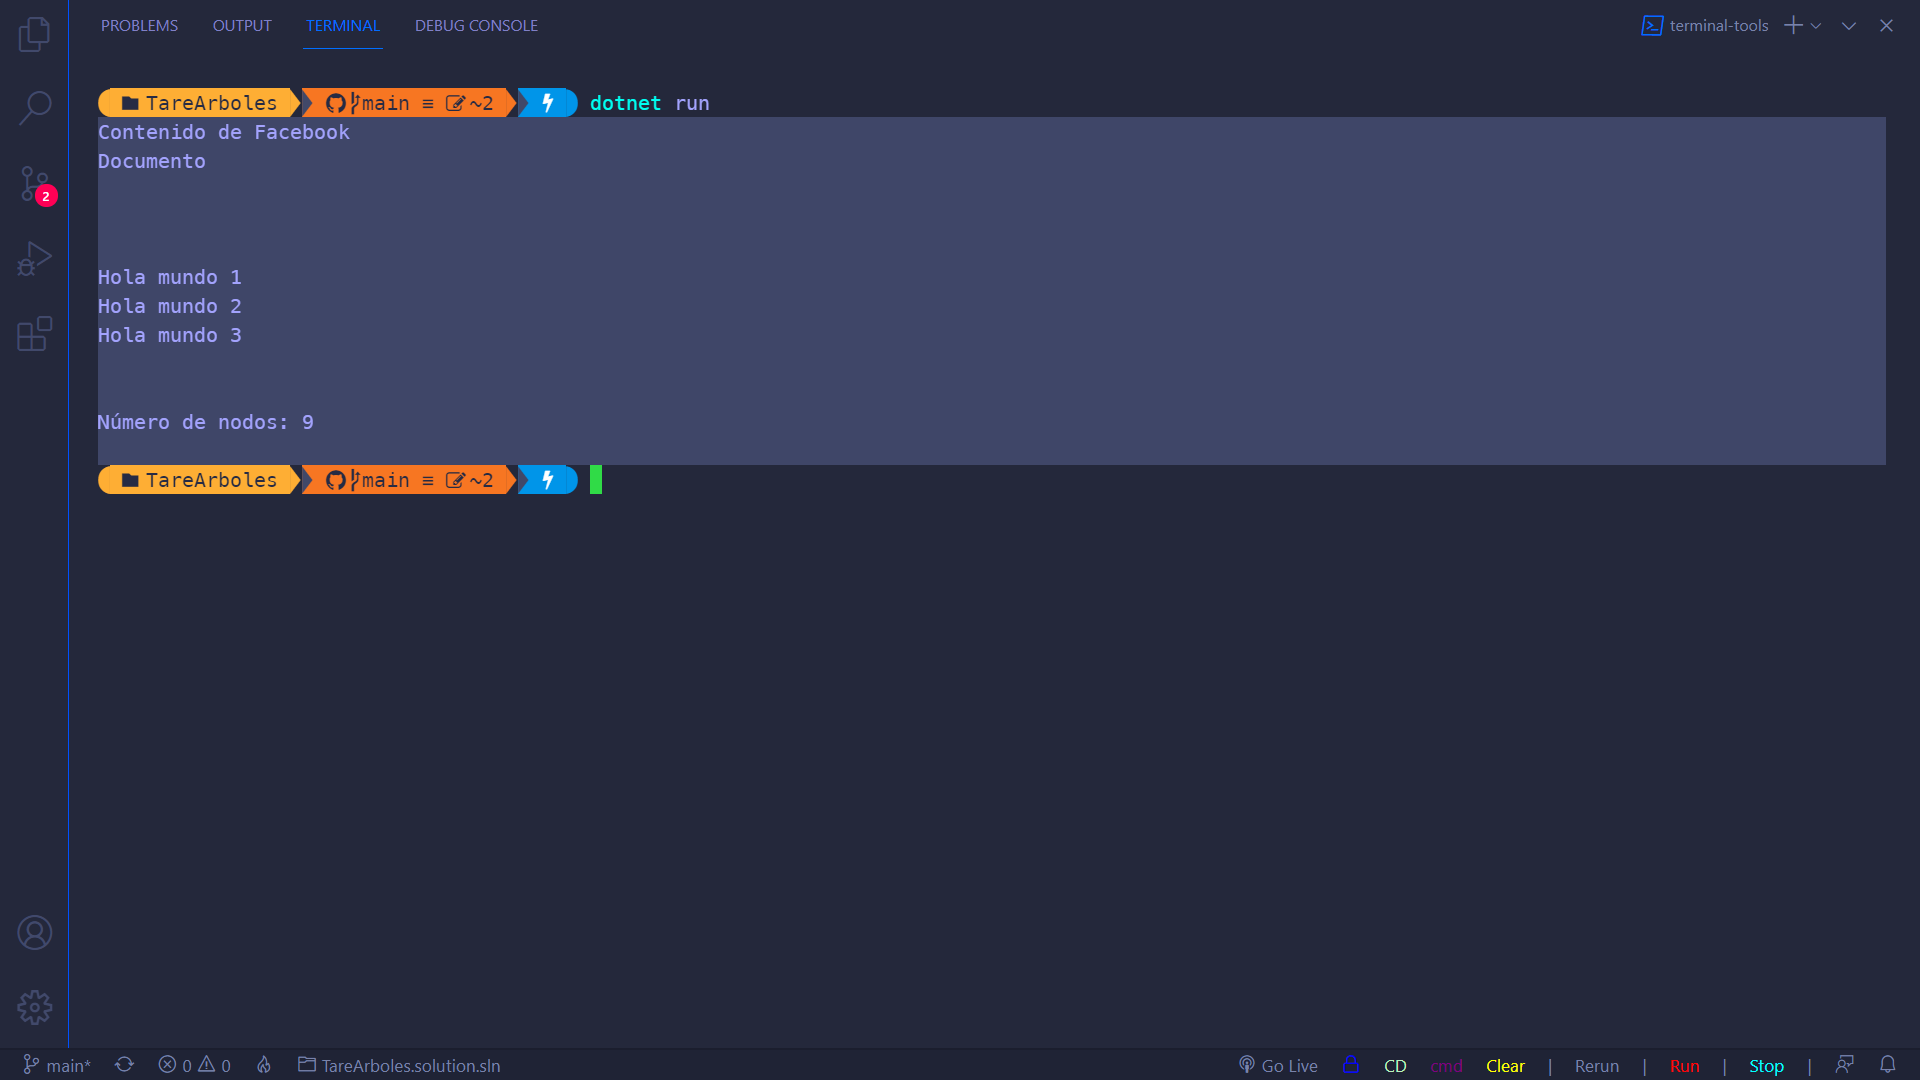 PROBLEMS OUTPUT TERMINAL DEBUG CONSOLE terminal-tools
TareArboles main ≡ ~2 dotnet run
Contenido de Facebook
Documento
2
Hola mundo 1
Hola mundo 2
Hola mundo 3
Número de nodos: 9
TareArboles main ≡ ~2
main* 0 0 TareArboles.solution.sln Go Live CD cmd Clear | Rerun | Run | Stop |